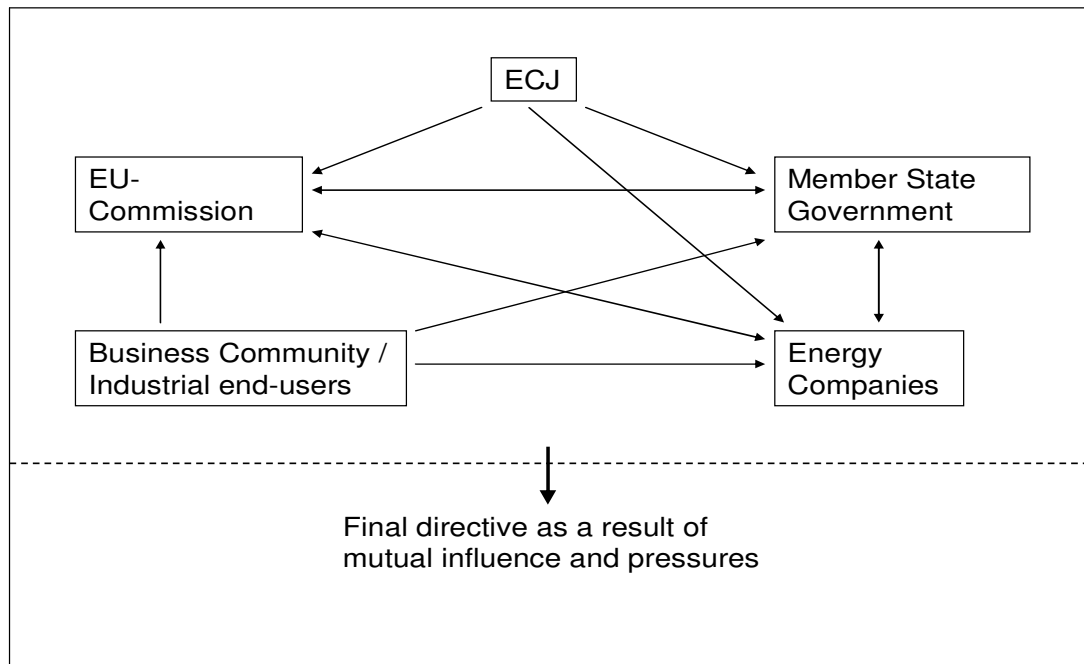 ECJ
EU-
Commission
Member State
Government
Business Community /
Industrial end-users
Energy
Companies
Final directive as a result of
mutual influence and pressures